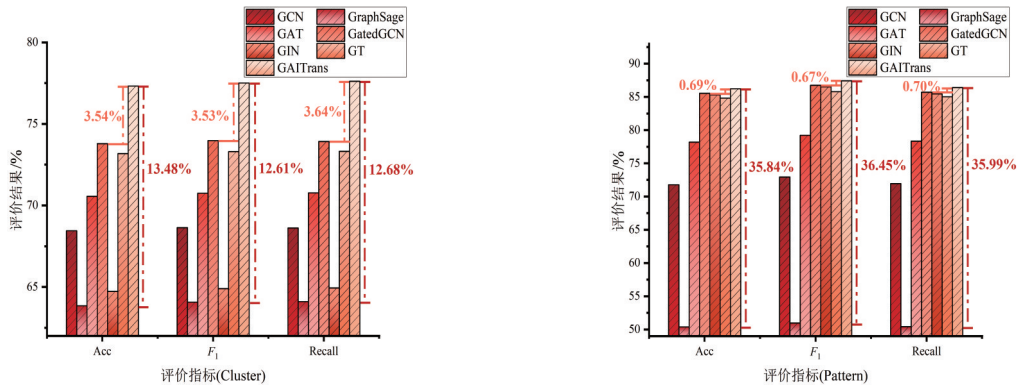 GCN GraphSage
GAT GatedGCN
GIN GT
GAITrans
80
75
70
65
评价结果/%
3.54%
3.53%
3.64%
13.48%
12.61%
12.68%
Acc F1 Recall
评价指标(Cluster)
GCN GraphSage
GAT GatedGCN
GIN GT
GAITrans
90
85
80
75
70
65
60
55
50
评价结果/%
0.69%
0.67%
0.70%
35.84%
36.45%
35.99%
Acc F1 Recall
评价指标(Pattern)